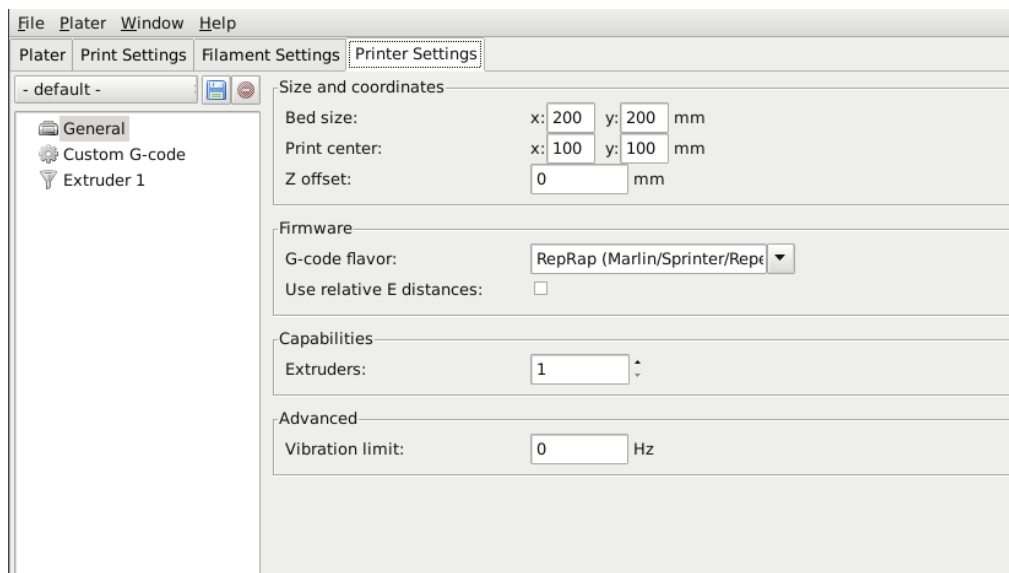 File Plater Window Help
Plater Print Settings Filament Settings Printer Settings
- default -
General
Custom G-code
Extruder 1
Size and coordinates
Bed size: x: 200 y: 200 mm
Print center: x: 100 y: 100 mm
Z offset: 0 mm
Firmware
G-code flavor: RepRap (Marlin/Sprinter/Repe
Use relative E distances:
Capabilities
Extruders: 1
Advanced
Vibration limit: 0 Hz